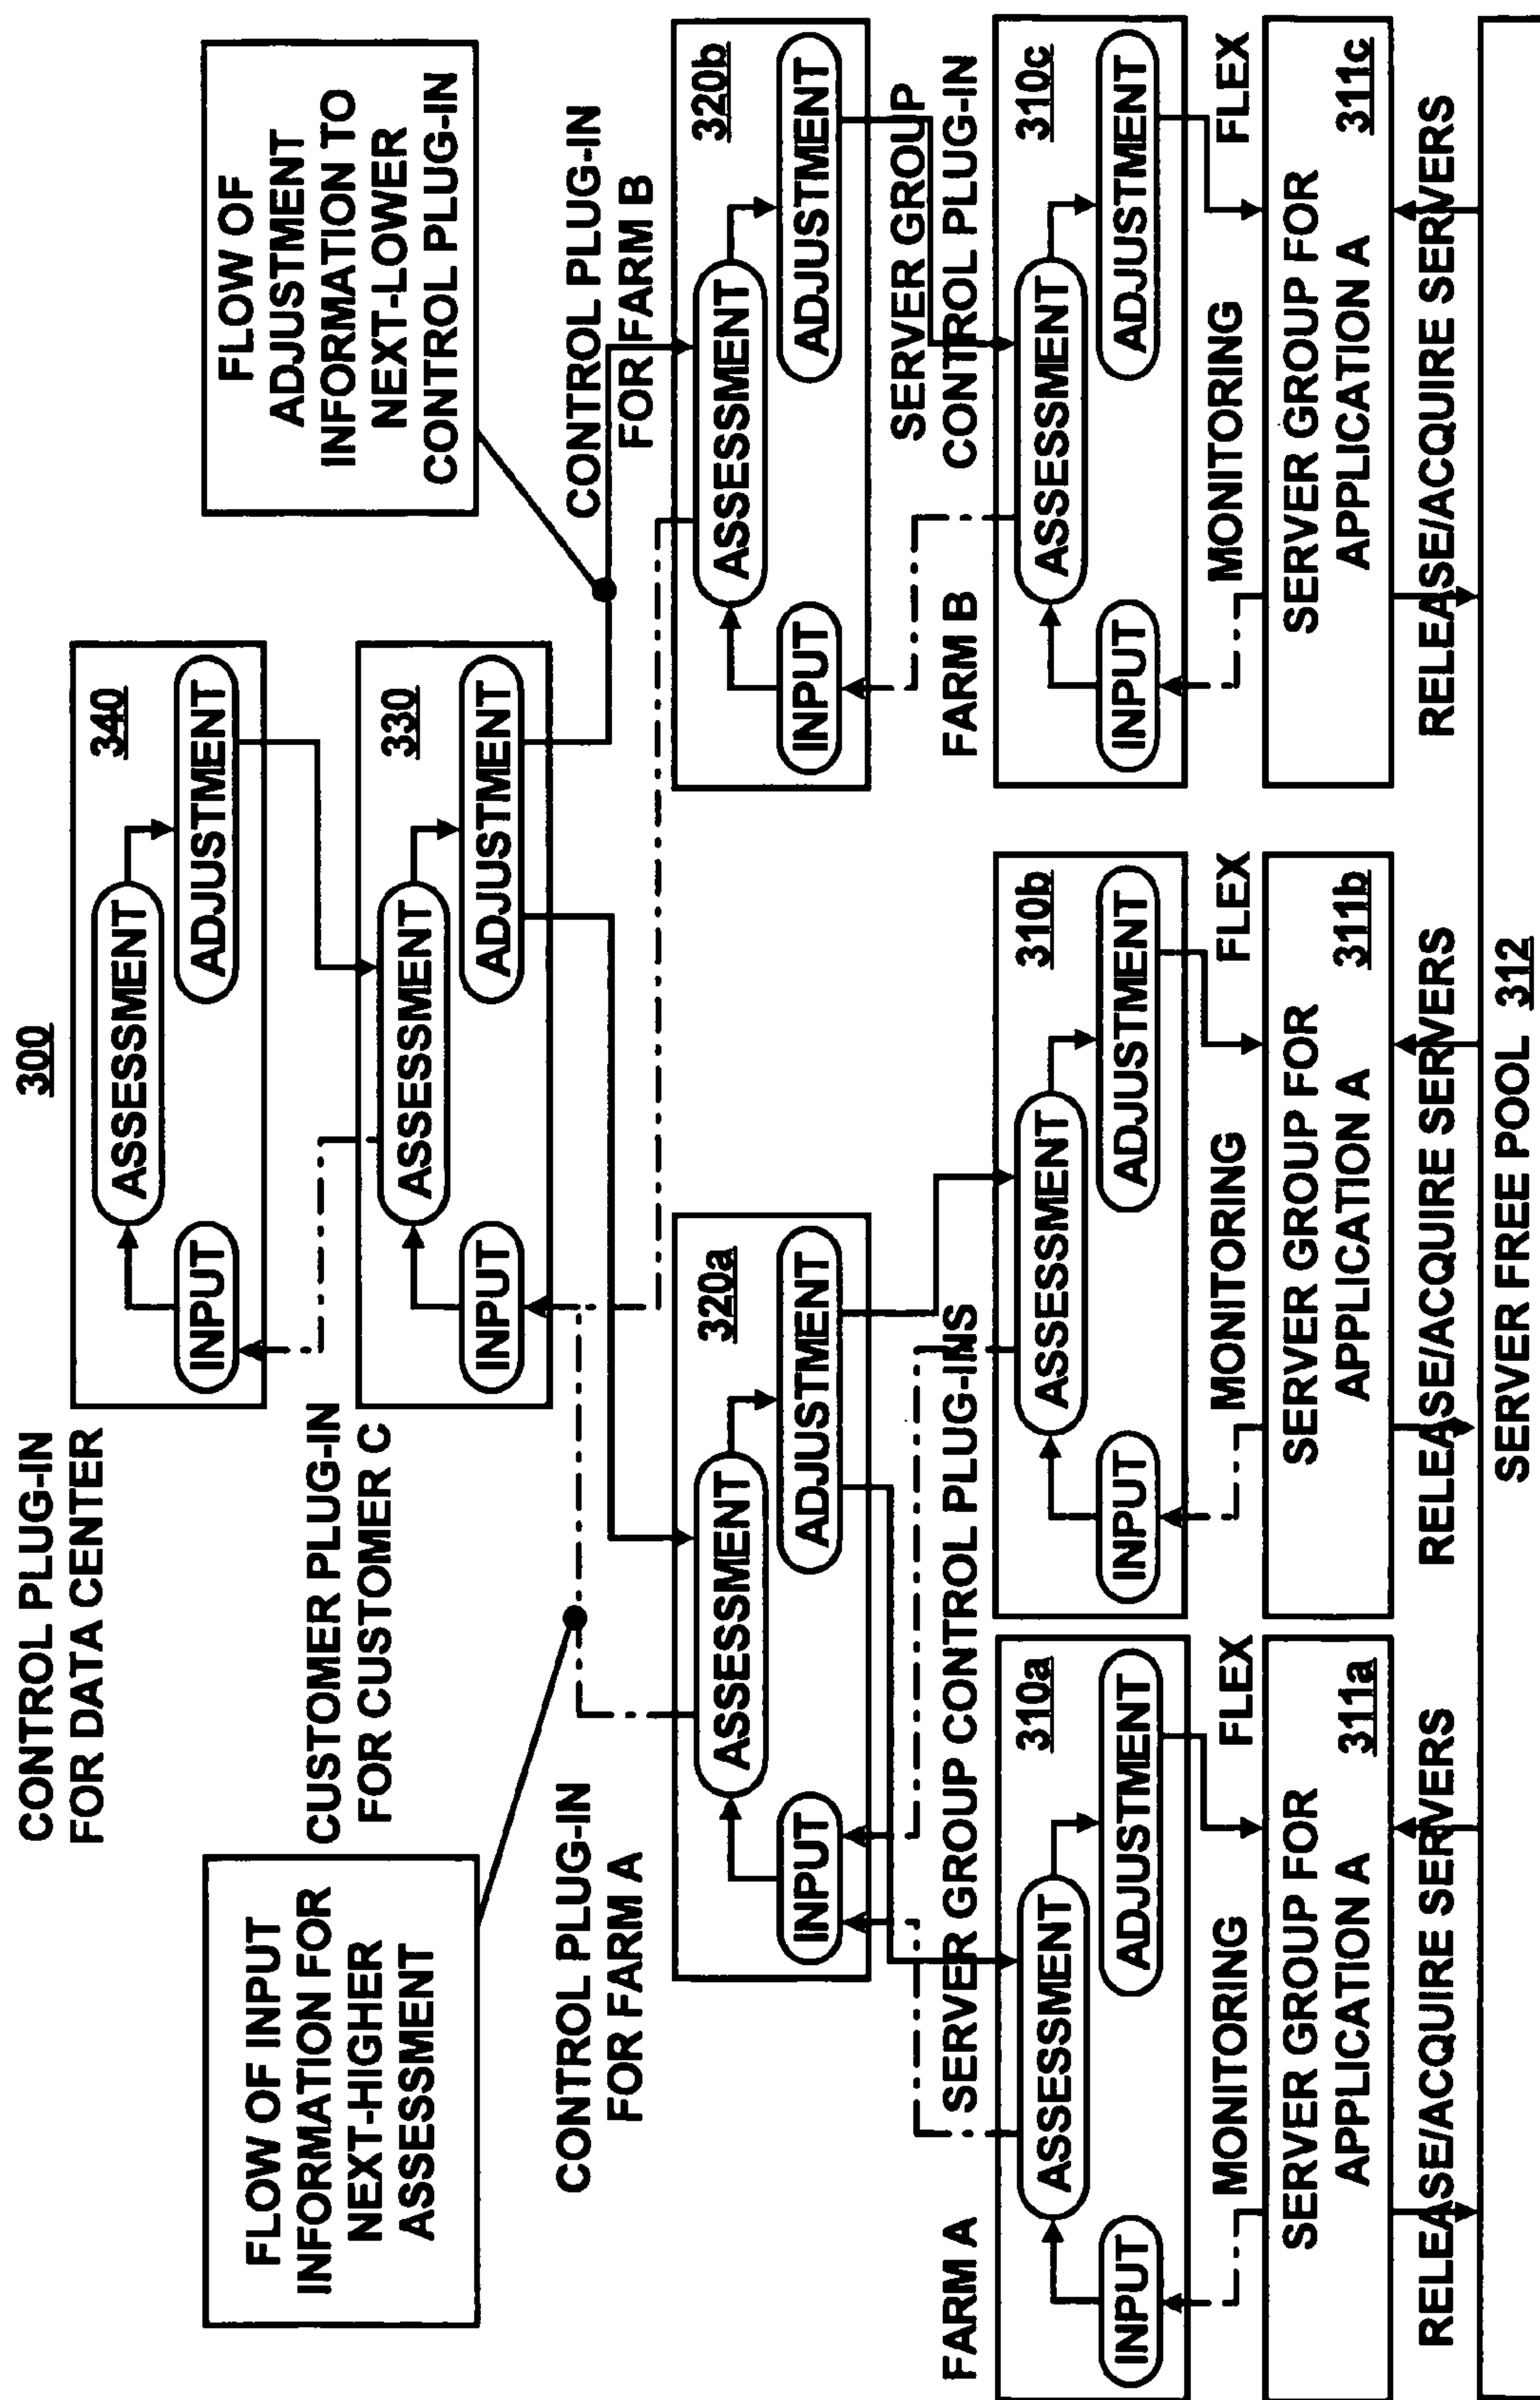 300
CONTROL PLUG-IN
FOR DATA CENTER
340
ASSESSMENT
INPUT
ADJUSTMENT
FLOW OF INPUT
INFORMATION FOR
NEXT-HIGHER
ASSESSMENT
FLOW OF
ADJUSTMENT
INFORMATION TO
NEXT-LOWER
CONTROL PLUG-IN
CUSTOMER PLUG-IN
FOR CUSTOMER C
330
ASSESSMENT
INPUT
ADJUSTMENT
CONTROL PLUG-IN
FOR FARM A
CONTROL PLUG-IN
FOR FARM B
320a
ASSESSMENT
INPUT
ADJUSTMENT
320b
ASSESSMENT
INPUT
ADJUSTMENT
FARM A
SERVER GROUP CONTROL PLUG-INS
FARM B
SERVER GROUP
CONTROL PLUG-IN
310a
ASSESSMENT
INPUT
ADJUSTMENT
310b
ASSESSMENT
INPUT
ADJUSTMENT
310c
ASSESSMENT
INPUT
ADJUSTMENT
MONITORING
FLEX
MONITORING
FLEX
MONITORING
FLEX
SERVER GROUP FOR
APPLICATION A
311a
SERVER GROUP FOR
APPLICATION A
311b
SERVER GROUP FOR
APPLICATION A
311c
RELEASE/ACQUIRE SERVERS
RELEASE/ACQUIRE SERVERS
RELEASE/ACQUIRE SERVERS
SERVER FREE POOL 312